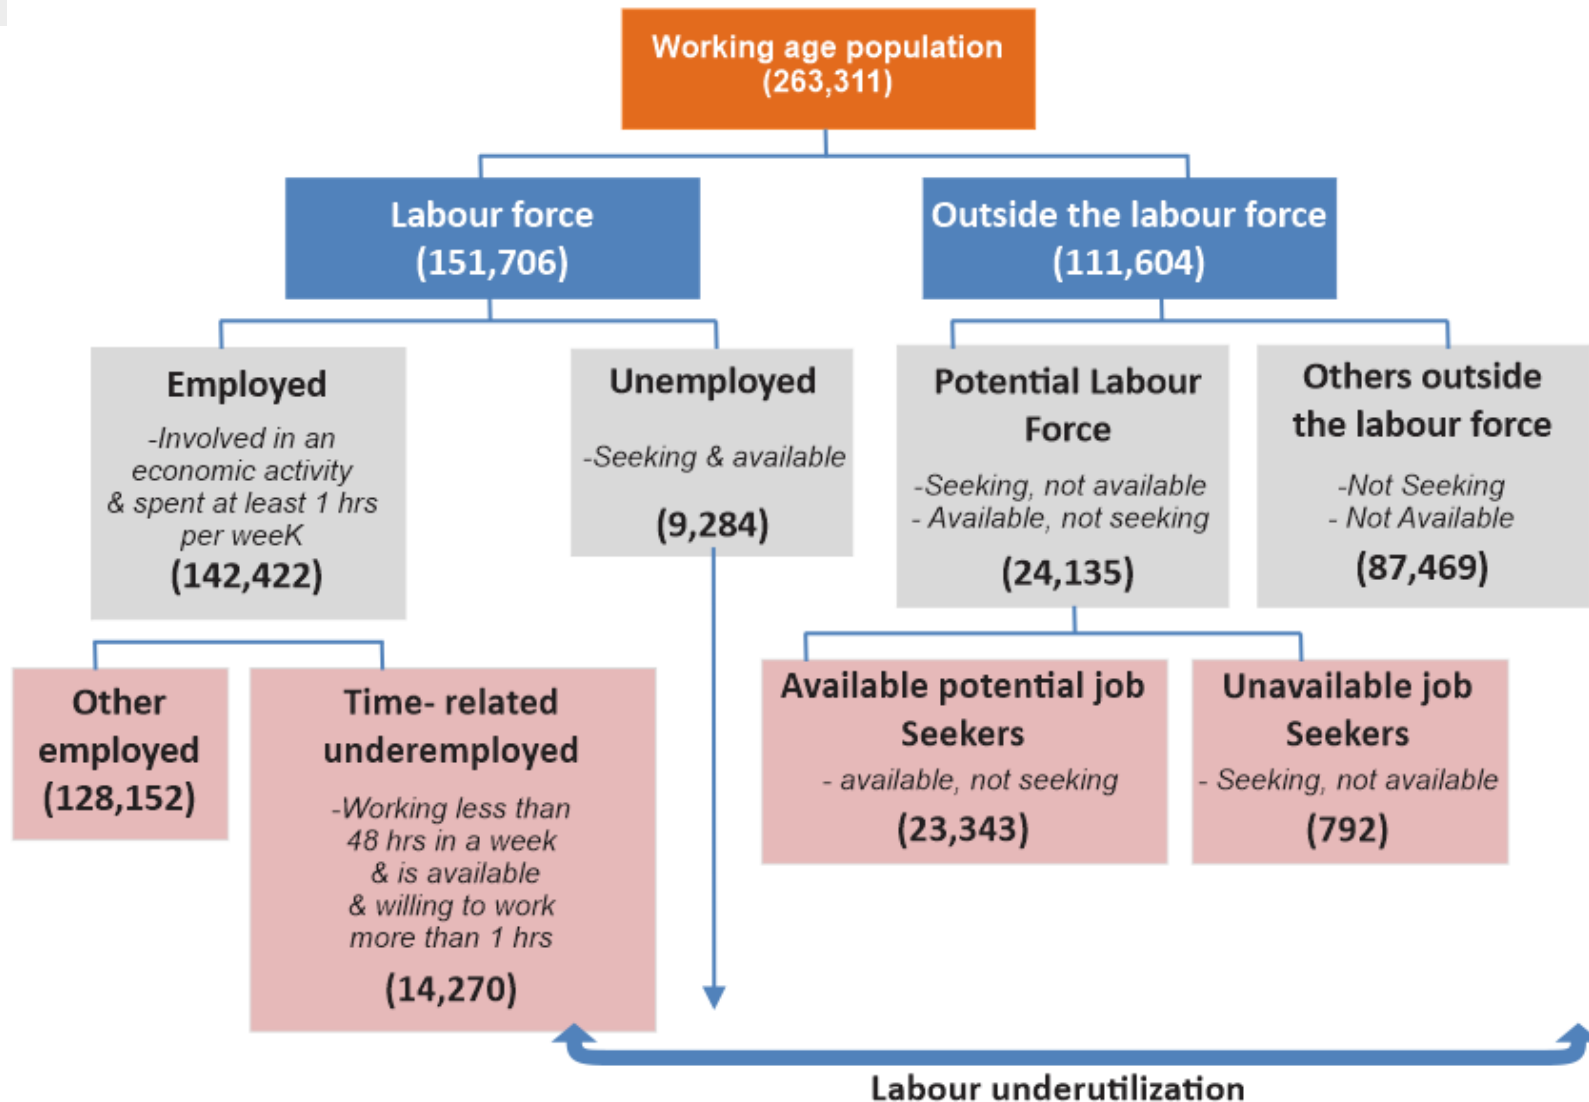 Working age population
(263,311)
Labour force
(151,706)
Outside the labour force
(111,604)
Employed
-Involved in an
economic activity
& spent at least 1 hrs
per weeK
(142,422)
Unemployed
-Seeking & available
(9,284)
Potential Labour
Force
-Seeking, not available
- Available, not seeking
(24,135)
Others outside
the labour force
-Not Seeking
- Not Available
(87,469)
Other
employed
(128,152)
Time- related
underemployed
-Working less than
48 hrs in a week
& is available
& willing to work
more than 1 hrs
(14,270)
Available potential job
Seekers
- available, not seeking
(23,343)
Unavailable job
Seekers
- Seeking, not available
(792)
Labour underutilization